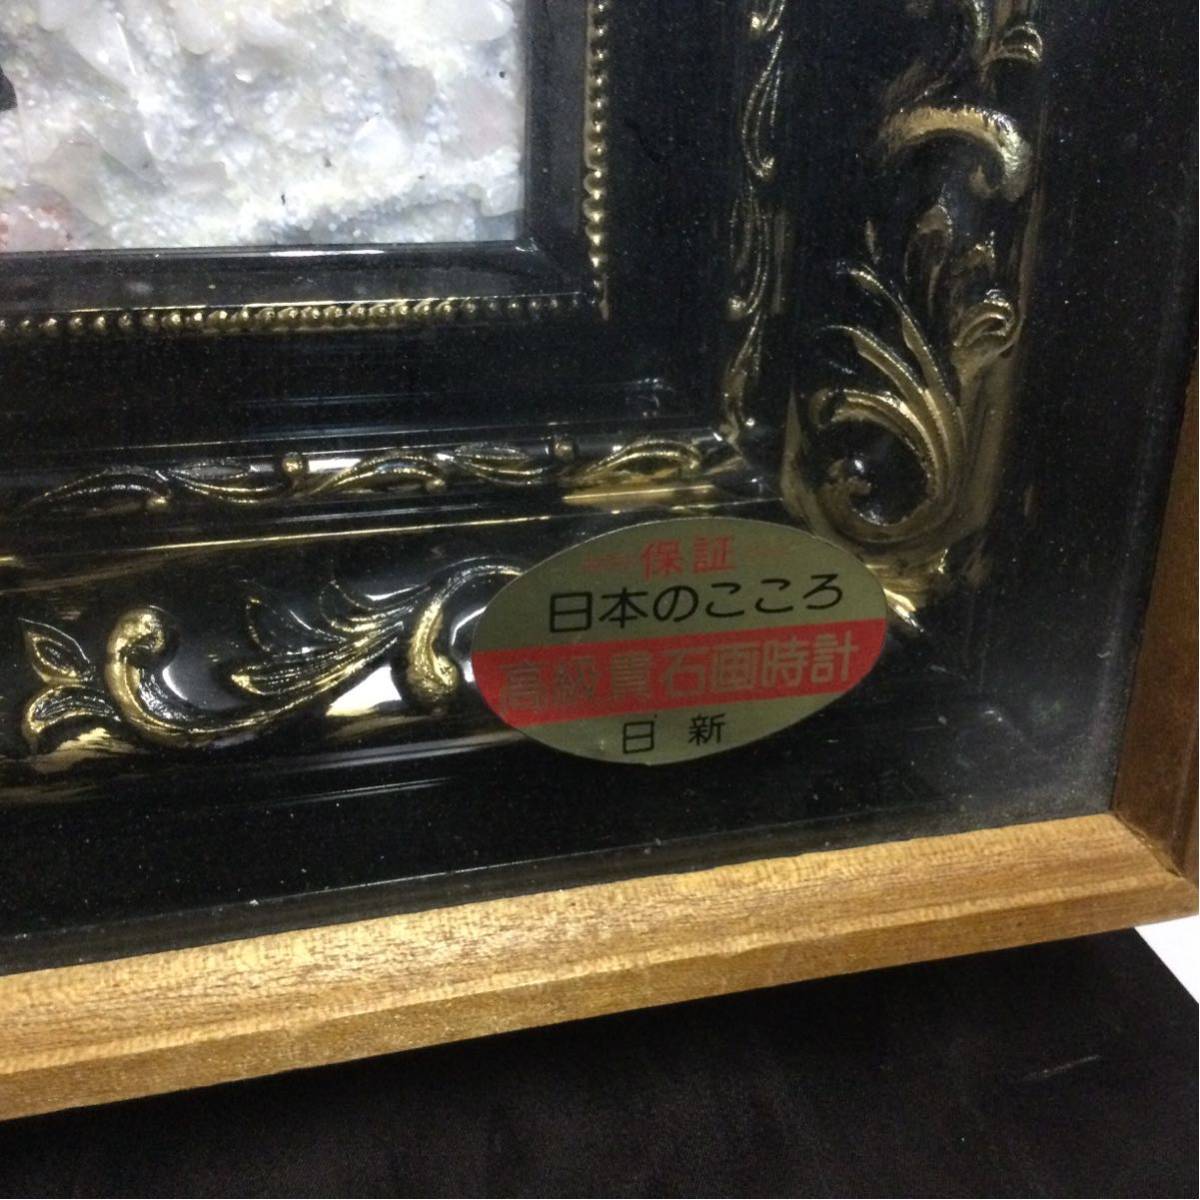 保証
日本のこころ
高級貴石画時計
日新